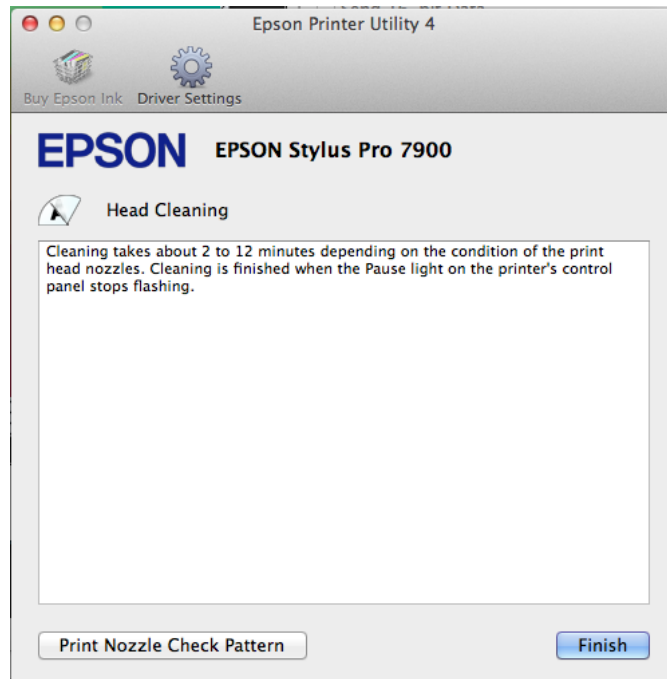 Epson Printer Utility 4
Buy Epson Ink Driver Settings
EPSON EPSON Stylus Pro 7900
Head Cleaning
Cleaning takes about 2 to 12 minutes depending on the condition of the print
head nozzles. Cleaning is finished when the Pause light on the printer's control
panel stops flashing.
Print Nozzle Check Pattern Finish